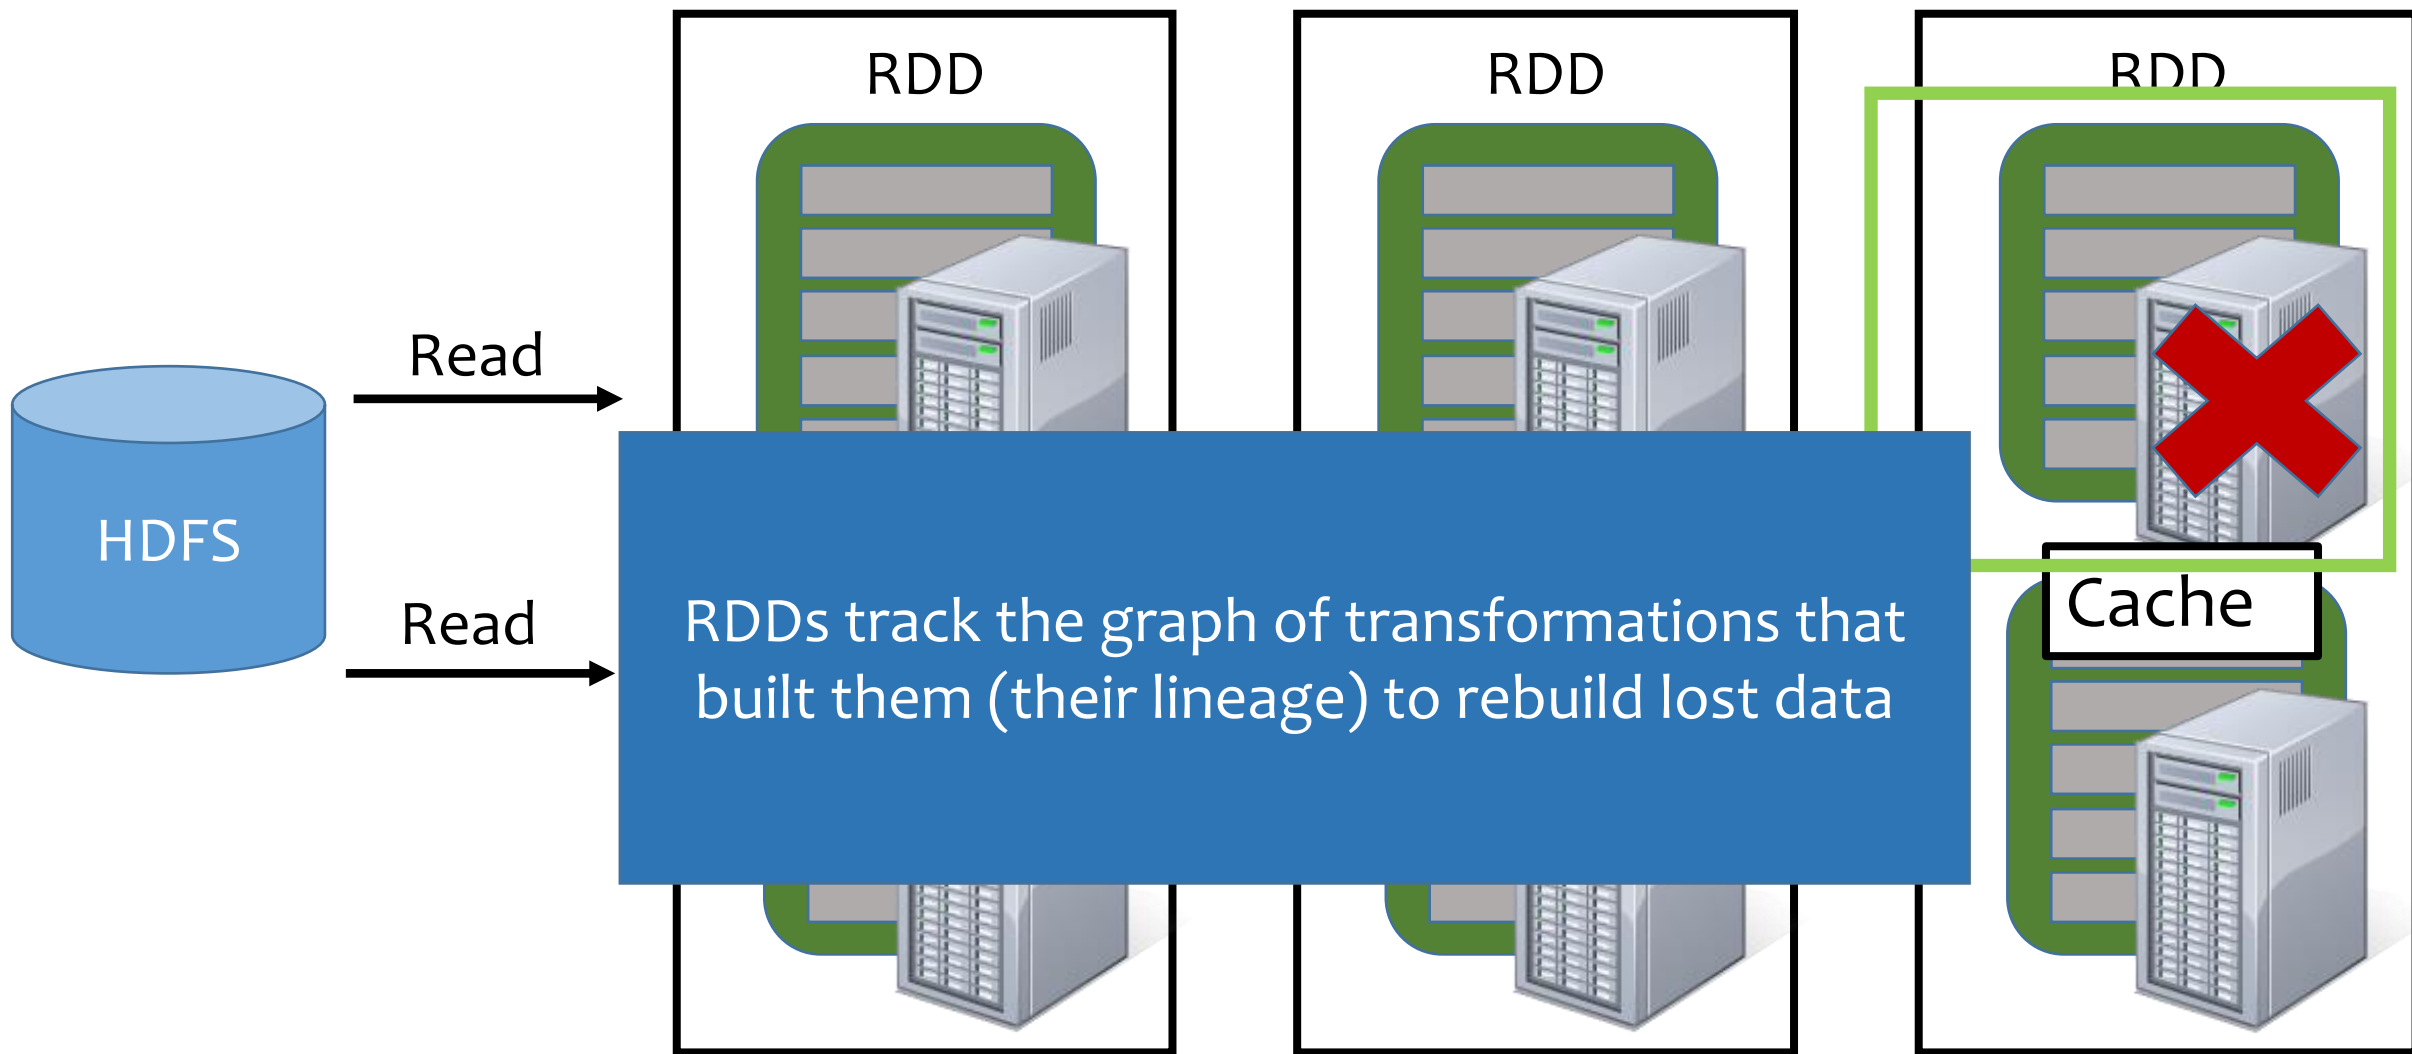 RDD
RDD
RDD
Read
HDFS
Read
RDDs track the graph of transformations that
built them (their lineage) to rebuild lost data
Cache